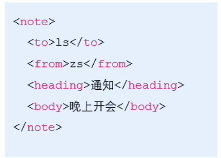 <note>
  <to>ls</to>
  <from>zs</from>
  <heading>通知</heading>
  <body>晚上开会</body>
</note>